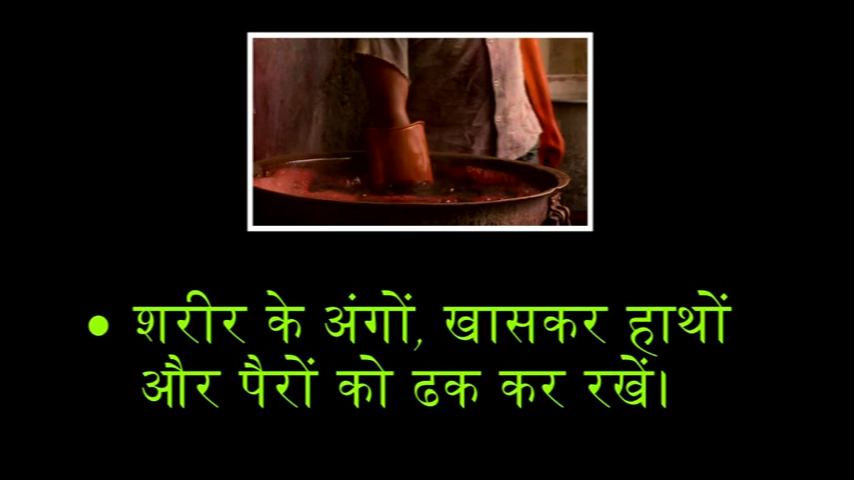 • शरीर के अंगों, खासकर हाथों
और पैरों को ढक कर रखें।